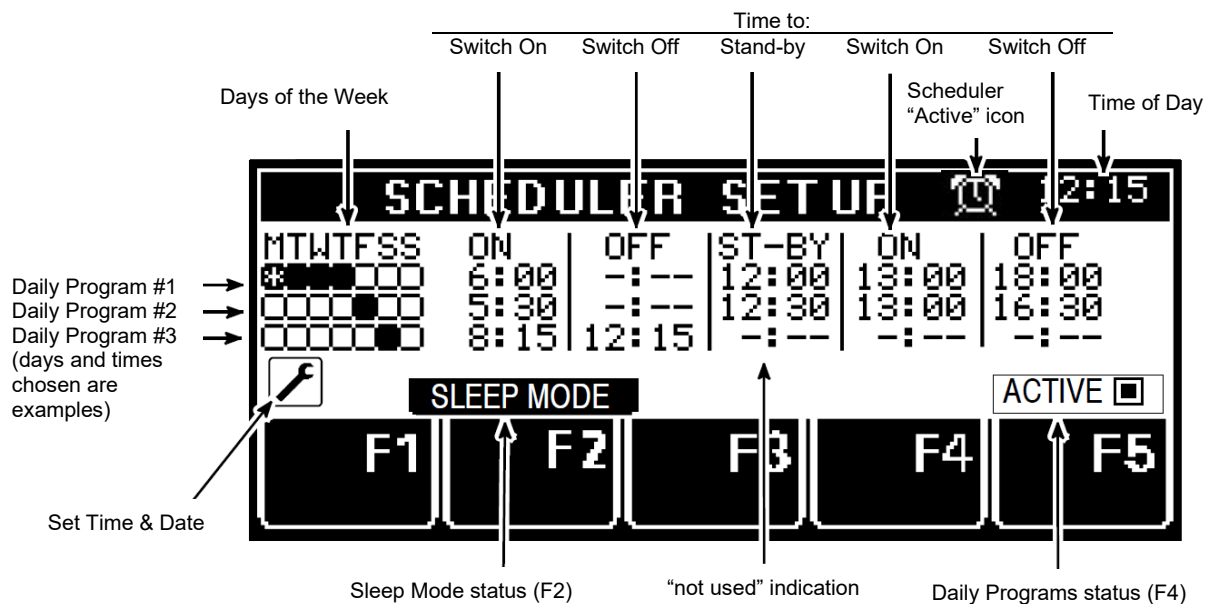 Time to:
Switch On Switch Off Stand-by Switch On Switch Off
Days of the Week
Scheduler
“Active” icon
Time of Day
SCHEDULER SETUP 12:15
MTWTFSS ON OFF ST-BY ON OFF
Daily Program #1 6:00 -:-- 12:00 13:00 18:00
Daily Program #2 5:30 -:-- 12:30 13:00 16:30
Daily Program #3 8:15 12:15 -:-- -:-- -:--
(days and times
chosen are
examples)
SLEEP MODE ACTIVE
F1 F2 F3 F4 F5
Set Time & Date
Sleep Mode status (F2) “not used” indication Daily Programs status (F4)